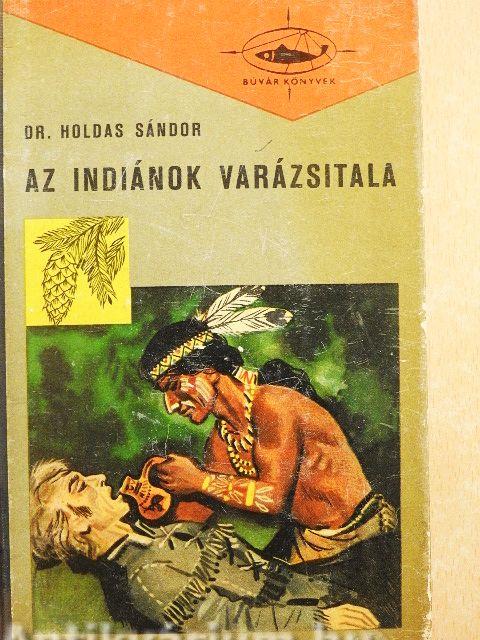 BÚVÁR KÖNYVEK
DR. HOLDAS SÁNDOR
AZ INDIÁNOK VARÁZSITALA